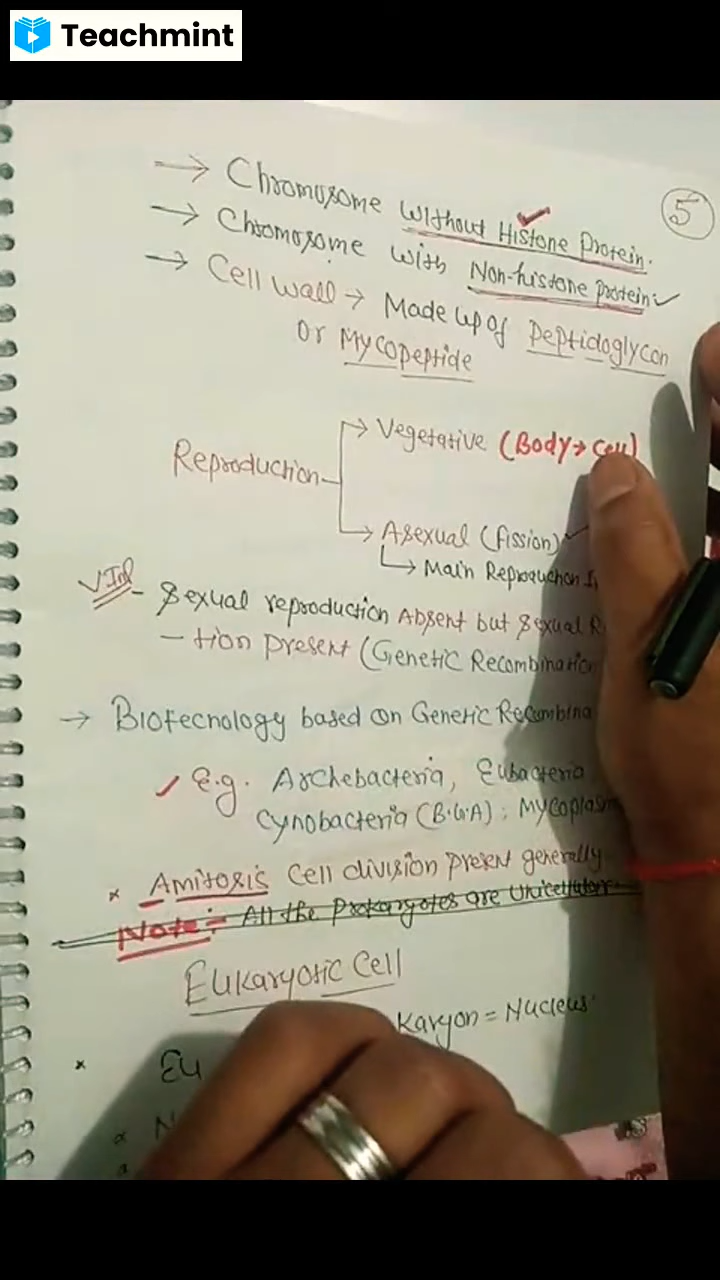 Teachmint
5
→ Chromosome Without Histone Protein.
→ Chromosome with Non-histone protein
→ Cell wall → Made up of Peptidoglycon
or Mycopeptide
Reproduction
→ Vegetative (Body → Cell)
→ Asexual (Fission)
→ Main Reproduction
V.Inf - Sexual reproduction Absent but Sexual
- tion present (Genetic Recombination
→ Biotecnology based on Genetic Recombina
E.g. Archebacteria, Eubacteria
Cynobacteria (B.G.A), Mycoplasm
× Amitosis Cell division present generally
Note:- All the Prokaryotes are Unicellular
Eukaryotic Cell
Karyon = Nucleus
× Eu